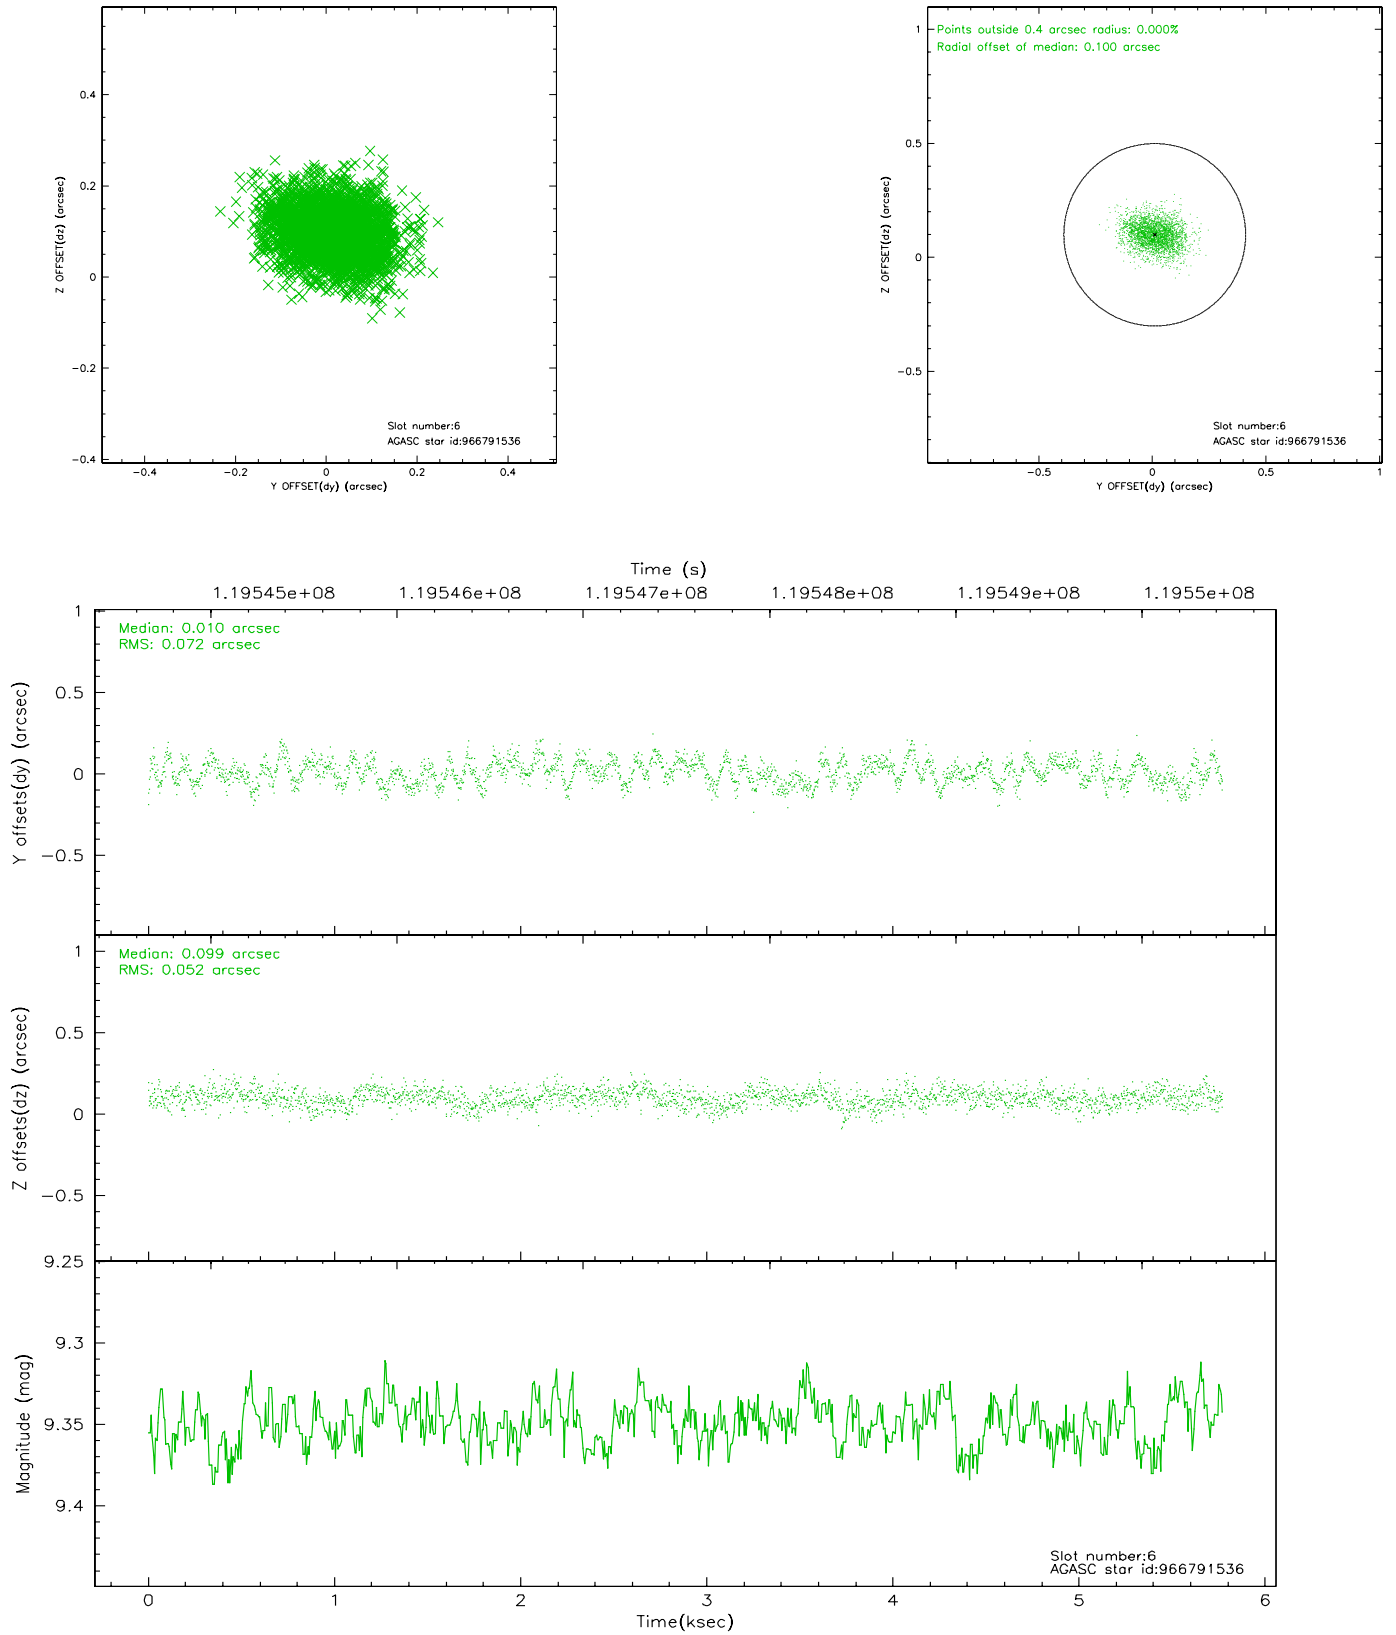 Points outside 0.4 arcsec radius: 0.000%
Radial offset of median: 0.100 arcsec
0.4
0.2
0
−0.2
−0.4
Z OFFSET(dz) (arcsec)
Slot number:6
AGASC star id:966791536
−0.4
−0.2
0
0.2
0.4
Y OFFSET(dy) (arcsec)
1
0.5
0
−0.5
Z OFFSET(dz) (arcsec)
Slot number:6
AGASC star id:966791536
−0.5
0
0.5
1
Y OFFSET(dy) (arcsec)
Time (s)
1.19545e+08
1.19546e+08
1.19547e+08
1.19548e+08
1.19549e+08
1.1955e+08
Median: 0.010 arcsec
RMS: 0.072 arcsec
1
0.5
0
−0.5
Y offsets(dy) (arcsec)
Median: 0.099 arcsec
RMS: 0.052 arcsec
1
0.5
0
−0.5
Z offsets(dz) (arcsec)
9.25
9.3
9.35
9.4
Magnitude (mag)
Slot number:6
AGASC star id:966791536
0
1
2
3
4
5
6
Time(ksec)